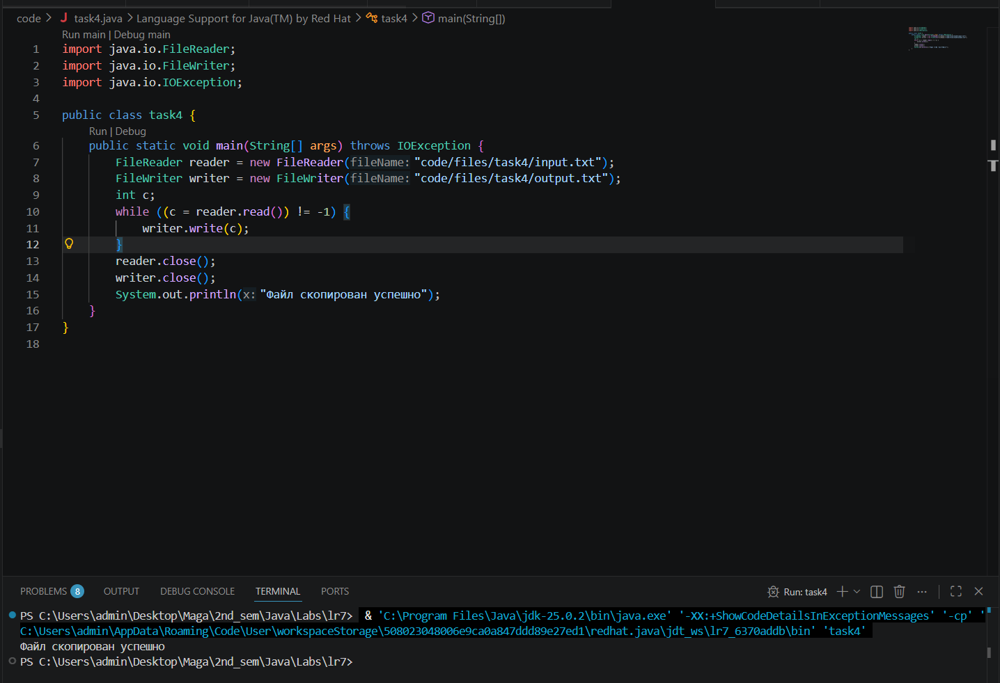 code > J task4.java > Language Support for Java(TM) by Red Hat > task4 > main(String[])
Run main | Debug main
1 import java.io.FileReader;
2 import java.io.FileWriter;
3 import java.io.IOException;
4
5 public class task4 {
Run | Debug
6 public static void main(String[] args) throws IOException {
7 FileReader reader = new FileReader(fileName: "code/files/task4/input.txt");
8 FileWriter writer = new FileWriter(fileName: "code/files/task4/output.txt");
9 int c;
10 while ((c = reader.read()) != -1) {
11 writer.write(c);
12 }
13 reader.close();
14 writer.close();
15 System.out.println(x: "Файл скопирован успешно");
16 }
17 }
18
PROBLEMS 8 OUTPUT DEBUG CONSOLE TERMINAL PORTS Run: task4
PS C:\Users\admin\Desktop\Maga\2nd_sem\Java\Labs\lr7> & 'C:\Program Files\Java\jdk-25.0.2\bin\java.exe' '-XX:+ShowCodeDetailsInExceptionMessages' '-cp' '
C:\Users\admin\AppData\Roaming\Code\User\workspaceStorage\508023048006e9ca0a847ddd89e27ed1\redhat.java\jdt_ws\lr7_6370addb\bin' 'task4'
Файл скопирован успешно
PS C:\Users\admin\Desktop\Maga\2nd_sem\Java\Labs\lr7>